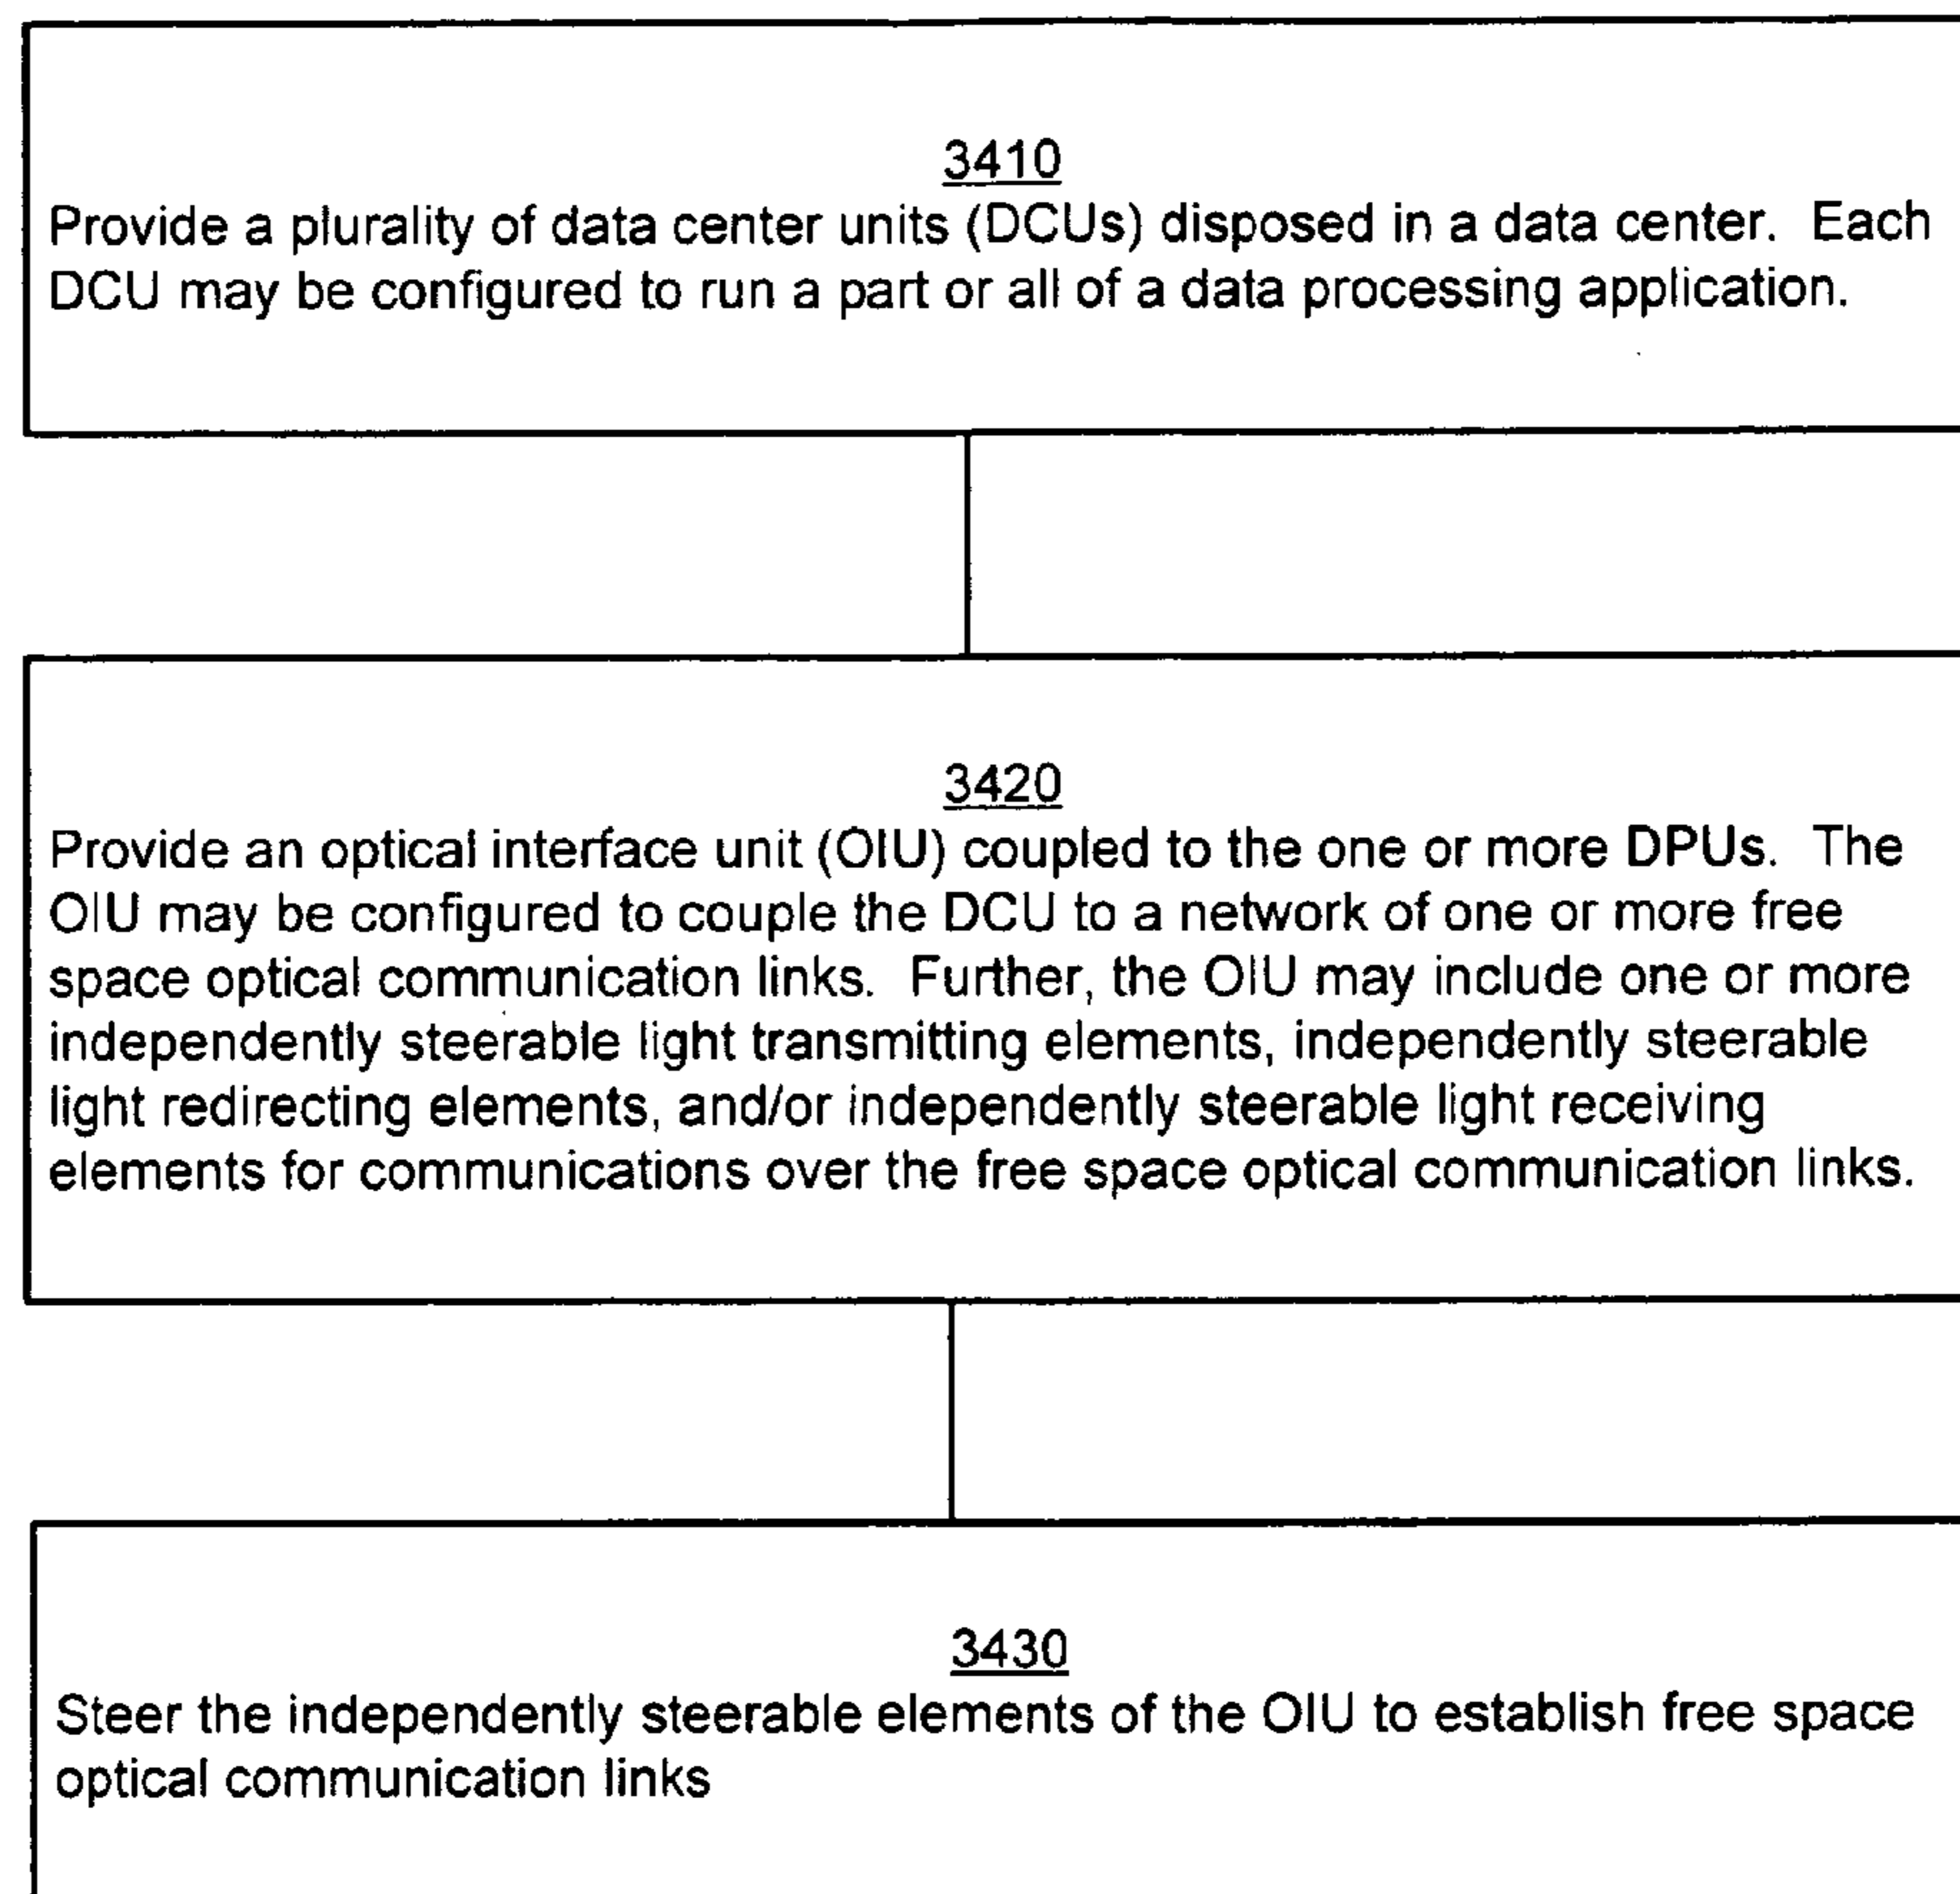 3410
Provide a plurality of data center units (DCUs) disposed in a data center. Each
DCU may be configured to run a part or all of a data processing application.
3420
Provide an optical interface unit (OIU) coupled to the one or more DPUs. The
OIU may be configured to couple the DCU to a network of one or more free
space optical communication links. Further, the OIU may include one or more
independently steerable light transmitting elements, independently steerable
light redirecting elements, and/or independently steerable light receiving
elements for communications over the free space optical communication links.
3430
Steer the independently steerable elements of the OIU to establish free space
optical communication links